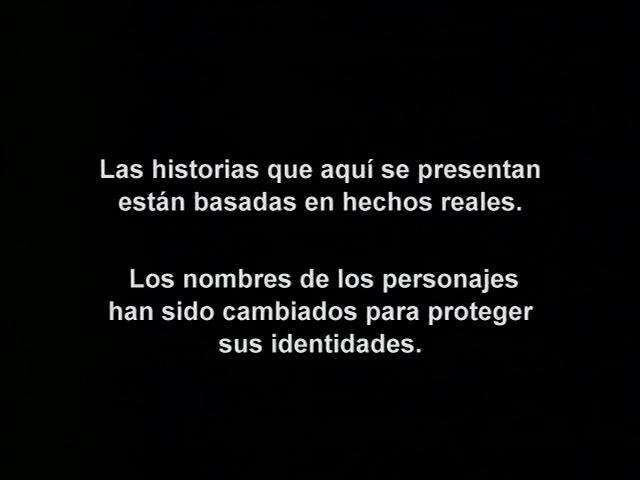 Las historias que aquí se presentan
están basadas en hechos reales.
Los nombres de los personajes
han sido cambiados para proteger
sus identidades.